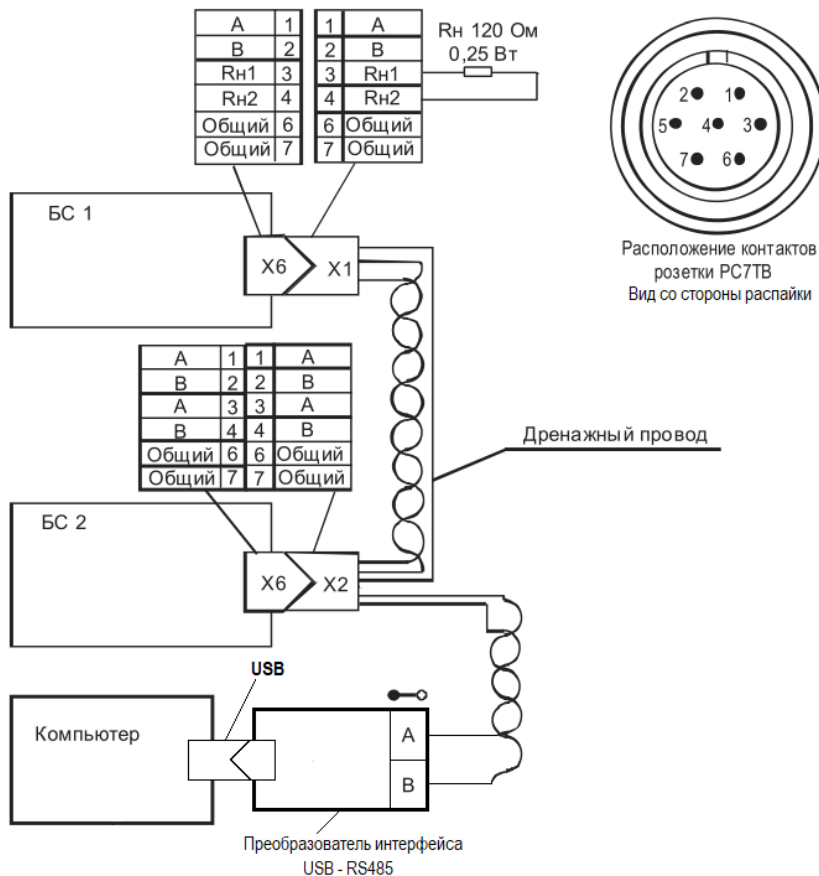 A 1 1 A
B 2 2 B
Rн1 3 3 Rн1
Rн2 4 4 Rн2
Общий 6 6 Общий
Общий 7 7 Общий
Rн 120 Ом
0,25 Вт
1
2 1
5 4 3
7 6
Расположение контактов
розетки РС7ТВ
Вид со стороны распайки
БС 1
X6 X1
A 1 1 A
B 2 2 B
A 3 3 A
B 4 4 B
Общий 6 6 Общий
Общий 7 7 Общий
Дренажный провод
БС 2
X6 X2
USB
Компьютер
A
B
Преобразователь интерфейса
USB - RS485